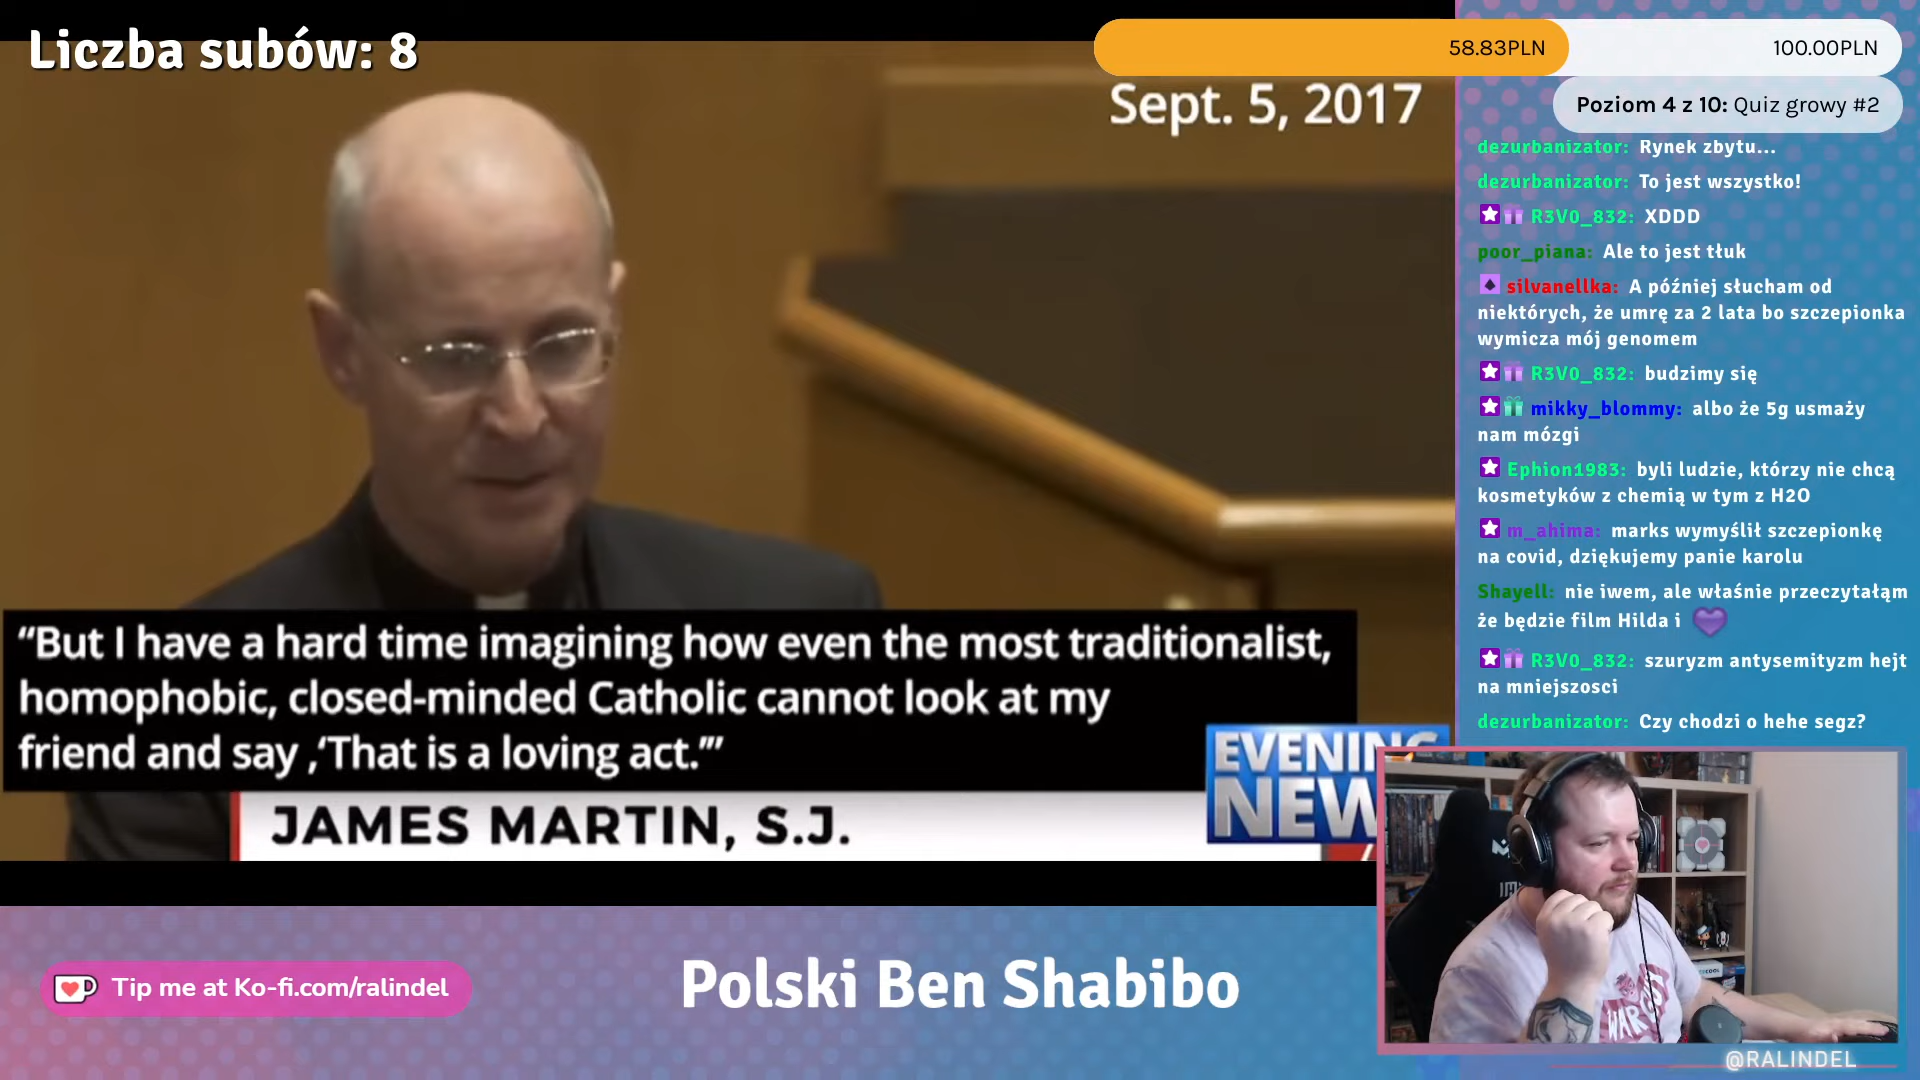 Liczba subów: 8
58.83PLN
100.00PLN
Sept. 5, 2017
Poziom 4 z 10: Quiz growy #2
dezurbanizator: Rynek zbytu...
dezurbanizator: To jest wszystko!
R3V0_832: XDDD
poor_piana: Ale to jest tłuk
silvanellka: A później słucham od
niektórych, że umrę za 2 lata bo szczepionka
wymicza mój genomem
R3V0_832: budzimy się
mikky_blommy: albo że 5g usmaży
nam mózgi
Ephion1983: byli ludzie, którzy nie chcą
kosmetyków z chemią w tym z H2O
m_ahima: marks wymyślił szczepionkę
na covid, dziękujemy panie karolu
Shayell: nie iwem, ale właśnie przeczytałąm
że będzie film Hilda i
R3V0_832: szuryzm antysemityzm hejt
na mniejszosci
dezurbanizator: Czy chodzi o hehe segz?
“But I have a hard time imagining how even the most traditionalist,
homophobic, closed-minded Catholic cannot look at my
friend and say ,‘That is a loving act.’”
EVENING
NEW
JAMES MARTIN, S.J.
Tip me at Ko-fi.com/ralindel
Polski Ben Shabibo
@RALINDEL